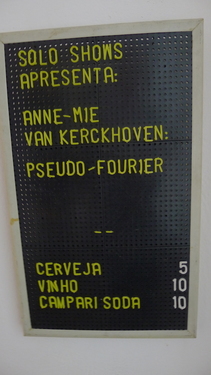 SOLO SHOWS
APRESENTA:
ANNE-MIE
VAN KERCKHOVEN:
PSEUDO-FOURIER
--
CERVEJA 5
VINHO 10
CAMPARI SODA 10